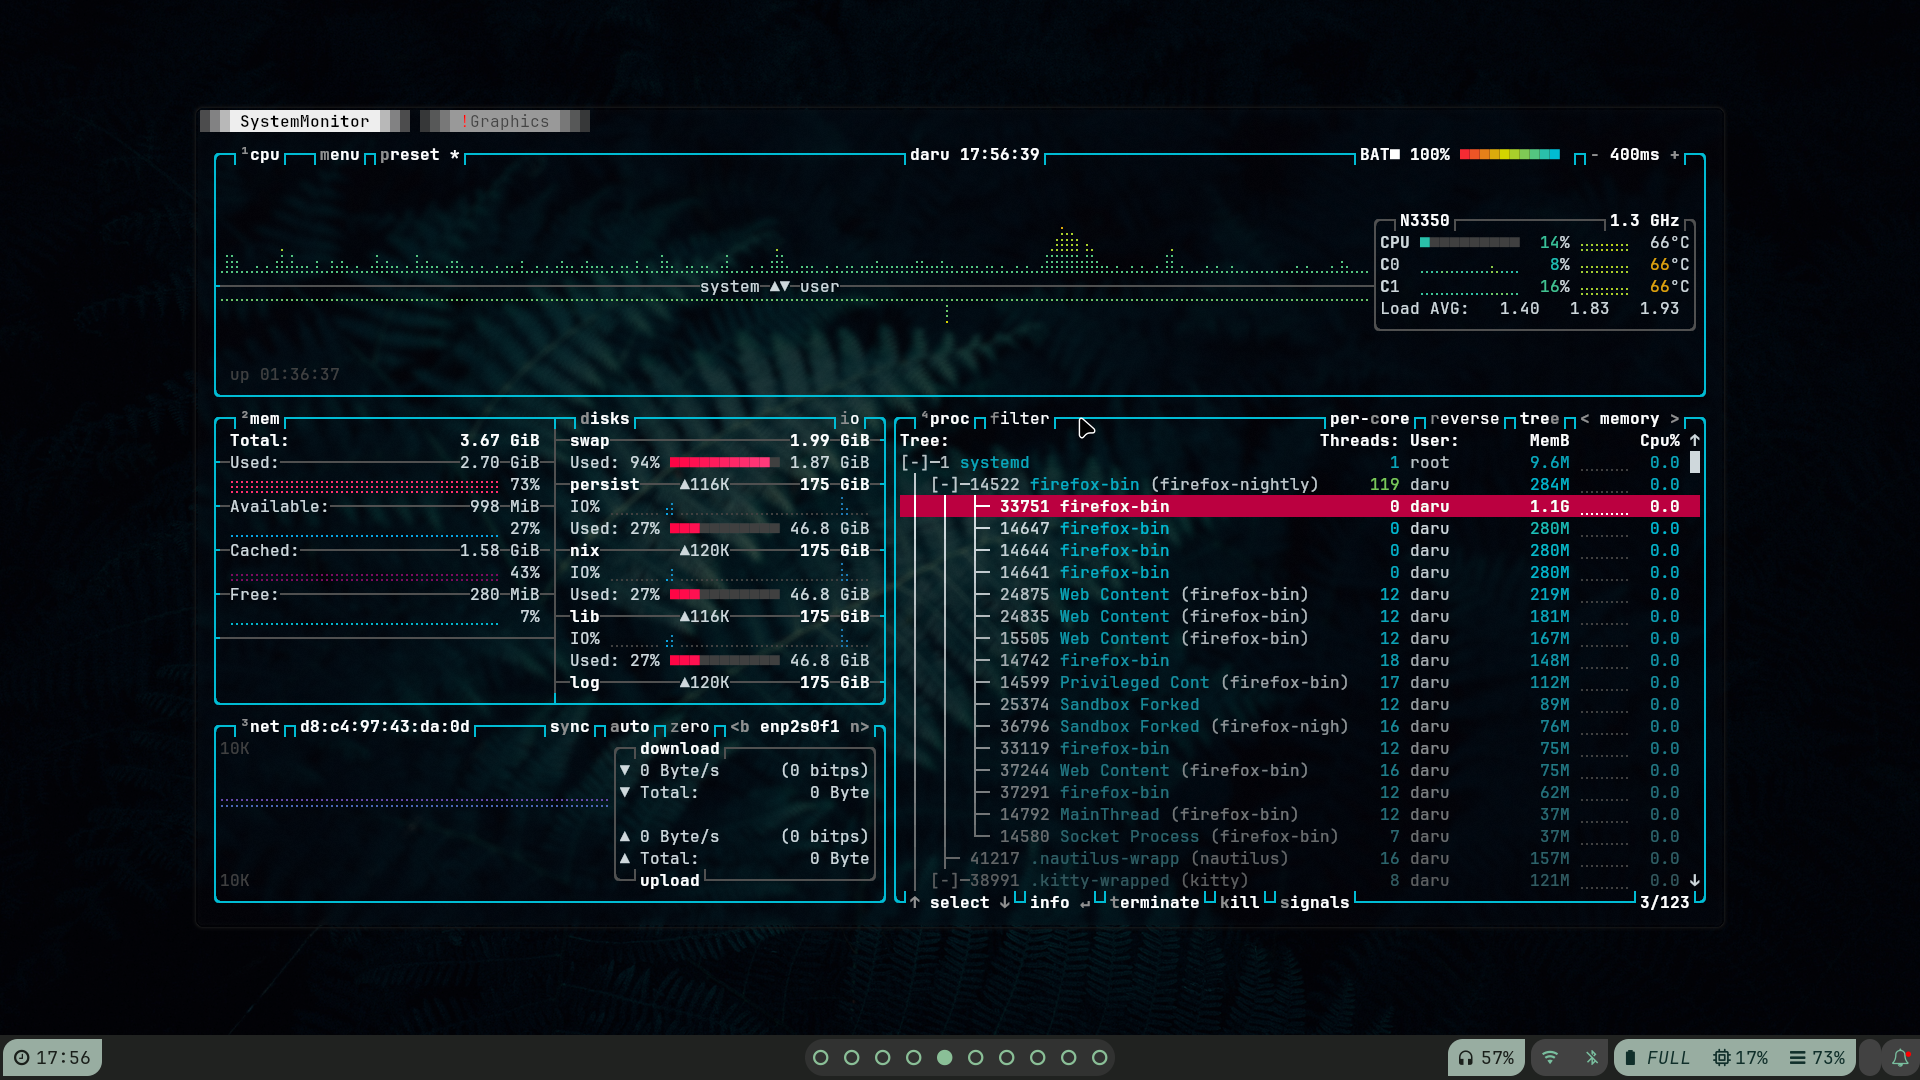 SystemMonitor !Graphics
¹cpu menu preset * daru 17:56:39 BAT■ 100% - 400ms +
N3350 1.3 GHz
CPU 14% 66°C
C0 8% 66°C
system ▲▼ user C1 16% 66°C
Load AVG: 1.40 1.83 1.93
up 01:36:37
²mem disks io
Total: 3.67 GiB swap 1.99 GiB
Used: 2.70 GiB Used: 94% 1.87 GiB
73% persist ▲116K 175 GiB
Available: 998 MiB IO%
27% Used: 27% 46.8 GiB
Cached: 1.58 GiB nix ▲120K 175 GiB
43% IO%
Free: 280 MiB Used: 27% 46.8 GiB
7% lib ▲116K 175 GiB
IO%
Used: 27% 46.8 GiB
log ▲120K 175 GiB
³net d8:c4:97:43:da:0d sync auto zero <b enp2s0f1 n>
10K download
▼ 0 Byte/s (0 bitps)
▼ Total: 0 Byte
▲ 0 Byte/s (0 bitps)
▲ Total: 0 Byte
10K upload
⁴proc filter per-core reverse tree < memory >
Tree: Threads: User: MemB Cpu% ↑
[-]─1 systemd 1 root 9.6M 0.0
[-]─14522 firefox-bin (firefox-nightly) 119 daru 284M 0.0
33751 firefox-bin 0 daru 1.1G 0.0
14647 firefox-bin 0 daru 280M 0.0
14644 firefox-bin 0 daru 280M 0.0
14641 firefox-bin 0 daru 280M 0.0
24875 Web Content (firefox-bin) 12 daru 219M 0.0
24835 Web Content (firefox-bin) 12 daru 181M 0.0
15505 Web Content (firefox-bin) 12 daru 167M 0.0
14742 firefox-bin 18 daru 148M 0.0
14599 Privileged Cont (firefox-bin) 17 daru 112M 0.0
25374 Sandbox Forked 12 daru 89M 0.0
36796 Sandbox Forked (firefox-nigh) 16 daru 76M 0.0
33119 firefox-bin 12 daru 75M 0.0
37244 Web Content (firefox-bin) 16 daru 75M 0.0
37291 firefox-bin 12 daru 62M 0.0
14792 MainThread (firefox-bin) 12 daru 37M 0.0
14580 Socket Process (firefox-bin) 7 daru 37M 0.0
41217 .nautilus-wrapp (nautilus) 16 daru 157M 0.0
[-]─38991 .kitty-wrapped (kitty) 8 daru 121M 0.0 ↓
↑ select ↓ info ↵ terminate kill signals 3/123
17:56 57% FULL 17% 73%